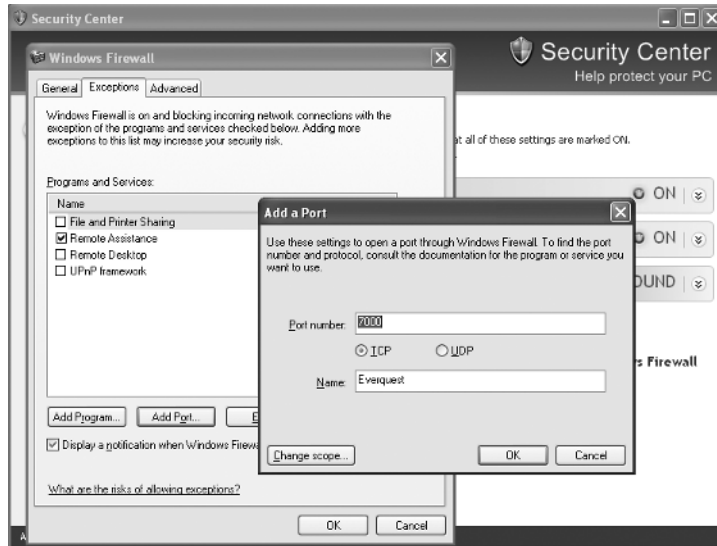 Security Center
Windows Firewall
Security Center
Help protect your PC
General Exceptions Advanced
Windows Firewall is on and blocking incoming network connections with the
exception of the programs and services checked below. Adding more
exceptions to this list may increase your security risk.
at all of these settings are marked ON.
Programs and Services:
Name
File and Printer Sharing
Remote Assistance
Remote Desktop
UPnP framework
ON
ON
OUND
s Firewall
Add Program... Add Port... E
Display a notification when Windows Firewa
What are the risks of allowing exceptions?
OK Cancel
Add a Port
Use these settings to open a port through Windows Firewall. To find the port
number and protocol, consult the documentation for the program or service you
want to use.
Port number: 7000
TCP UDP
Name: Everquest
Change scope... OK Cancel
A